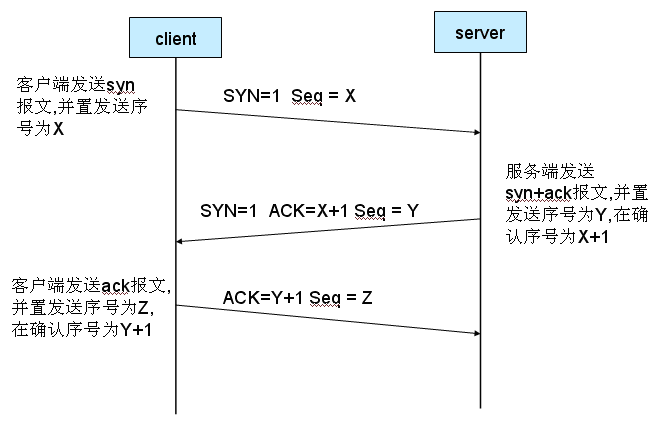 client
server
客户端发送syn
报文,并置发送序
号为X
SYN=1 Seq = X
服务端发送
syn+ack报文,并置
发送序号为Y,在确
认序号为X+1
SYN=1 ACK=X+1 Seq = Y
客户端发送ack报文,
并置发送序号为Z,
在确认序号为Y+1
ACK=Y+1 Seq = Z